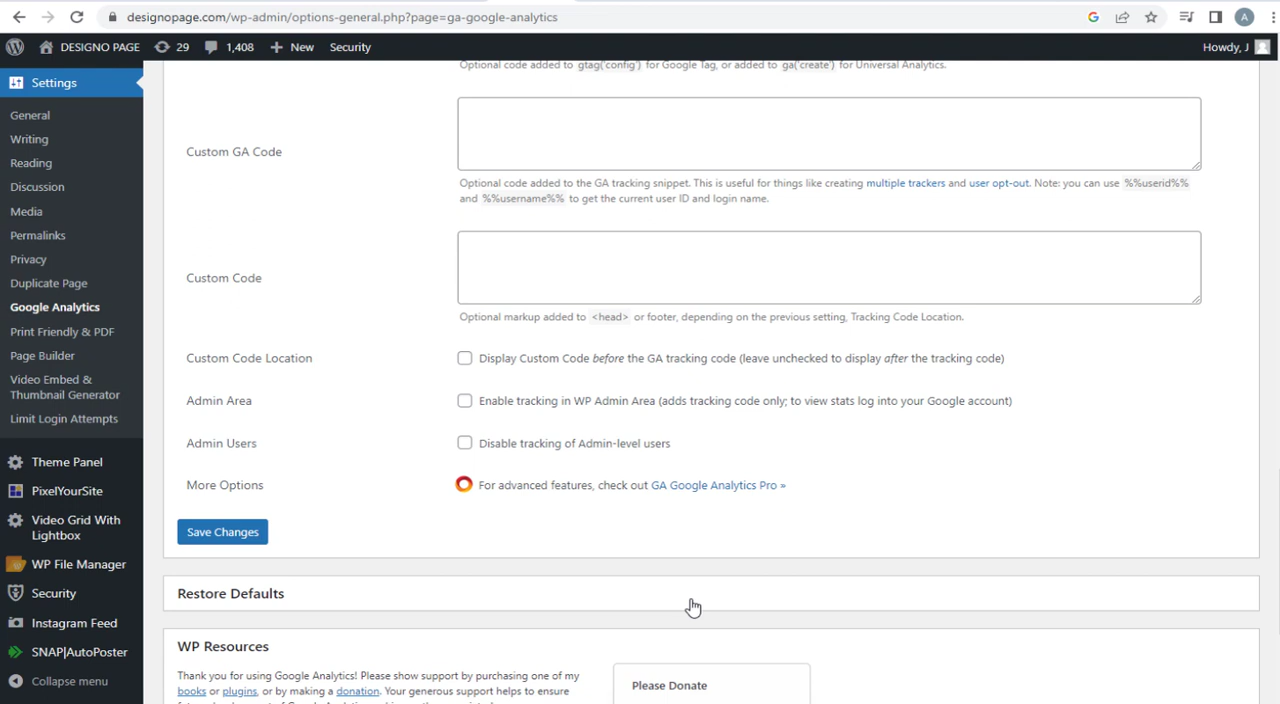 designopage.com/wp-admin/options-general.php?page=ga-google-analytics
A
DESIGNO PAGE 29 1,408 New Security Howdy, J
Settings
General
Writing
Reading
Discussion
Media
Permalinks
Privacy
Duplicate Page
Google Analytics
Print Friendly & PDF
Page Builder
Video Embed &
Thumbnail Generator
Limit Login Attempts
Theme Panel
PixelYourSite
Video Grid With
Lightbox
WP File Manager
Security
Instagram Feed
SNAP|AutoPoster
Collapse menu
Optional code added to gtag('config') for Google Tag, or added to ga('create') for Universal Analytics.
Custom GA Code
Optional code added to the GA tracking snippet. This is useful for things like creating multiple trackers and user opt-out. Note: you can use %%userid%%
and %%username%% to get the current user ID and login name.
Custom Code
Optional markup added to <head> or footer, depending on the previous setting, Tracking Code Location.
Custom Code Location Display Custom Code before the GA tracking code (leave unchecked to display after the tracking code)
Admin Area Enable tracking in WP Admin Area (adds tracking code only; to view stats log into your Google account)
Admin Users Disable tracking of Admin-level users
More Options For advanced features, check out GA Google Analytics Pro »
Save Changes
Restore Defaults
WP Resources
Thank you for using Google Analytics! Please show support by purchasing one of my
books or plugins, or by making a donation. Your generous support helps to ensure
Please Donate